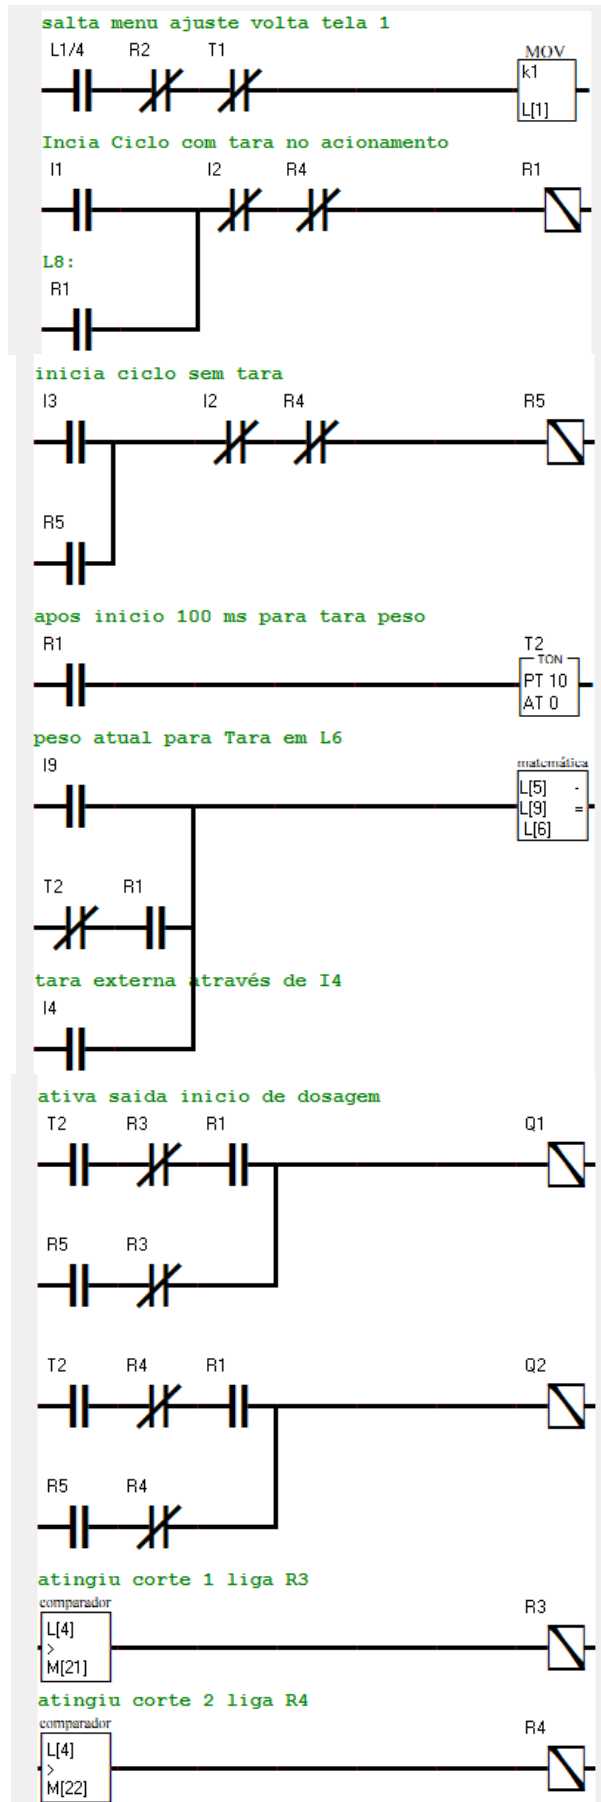 salta menu ajuste volta tela 1
L1/4 R2 T1
MOV
k1
L[1]
Incia Ciclo com tara no acionamento
I1 I2 R4 R1
L8:
R1
inicia ciclo sem tara
I3 I2 R4 R5
R5
apos inicio 100 ms para tara peso
R1 T2
TON
PT 10
AT 0
peso atual para Tara em L6
I9
matemática
L[5] -
L[9] =
L[6]
T2 R1
tara externa através de I4
I4
ativa saida inicio de dosagem
T2 R3 R1 Q1
R5 R3
T2 R4 R1 Q2
R5 R4
atingiu corte 1 liga R3
comparador
R3
L[4]
>
M[21]
atingiu corte 2 liga R4
comparador
R4
L[4]
>
M[22]